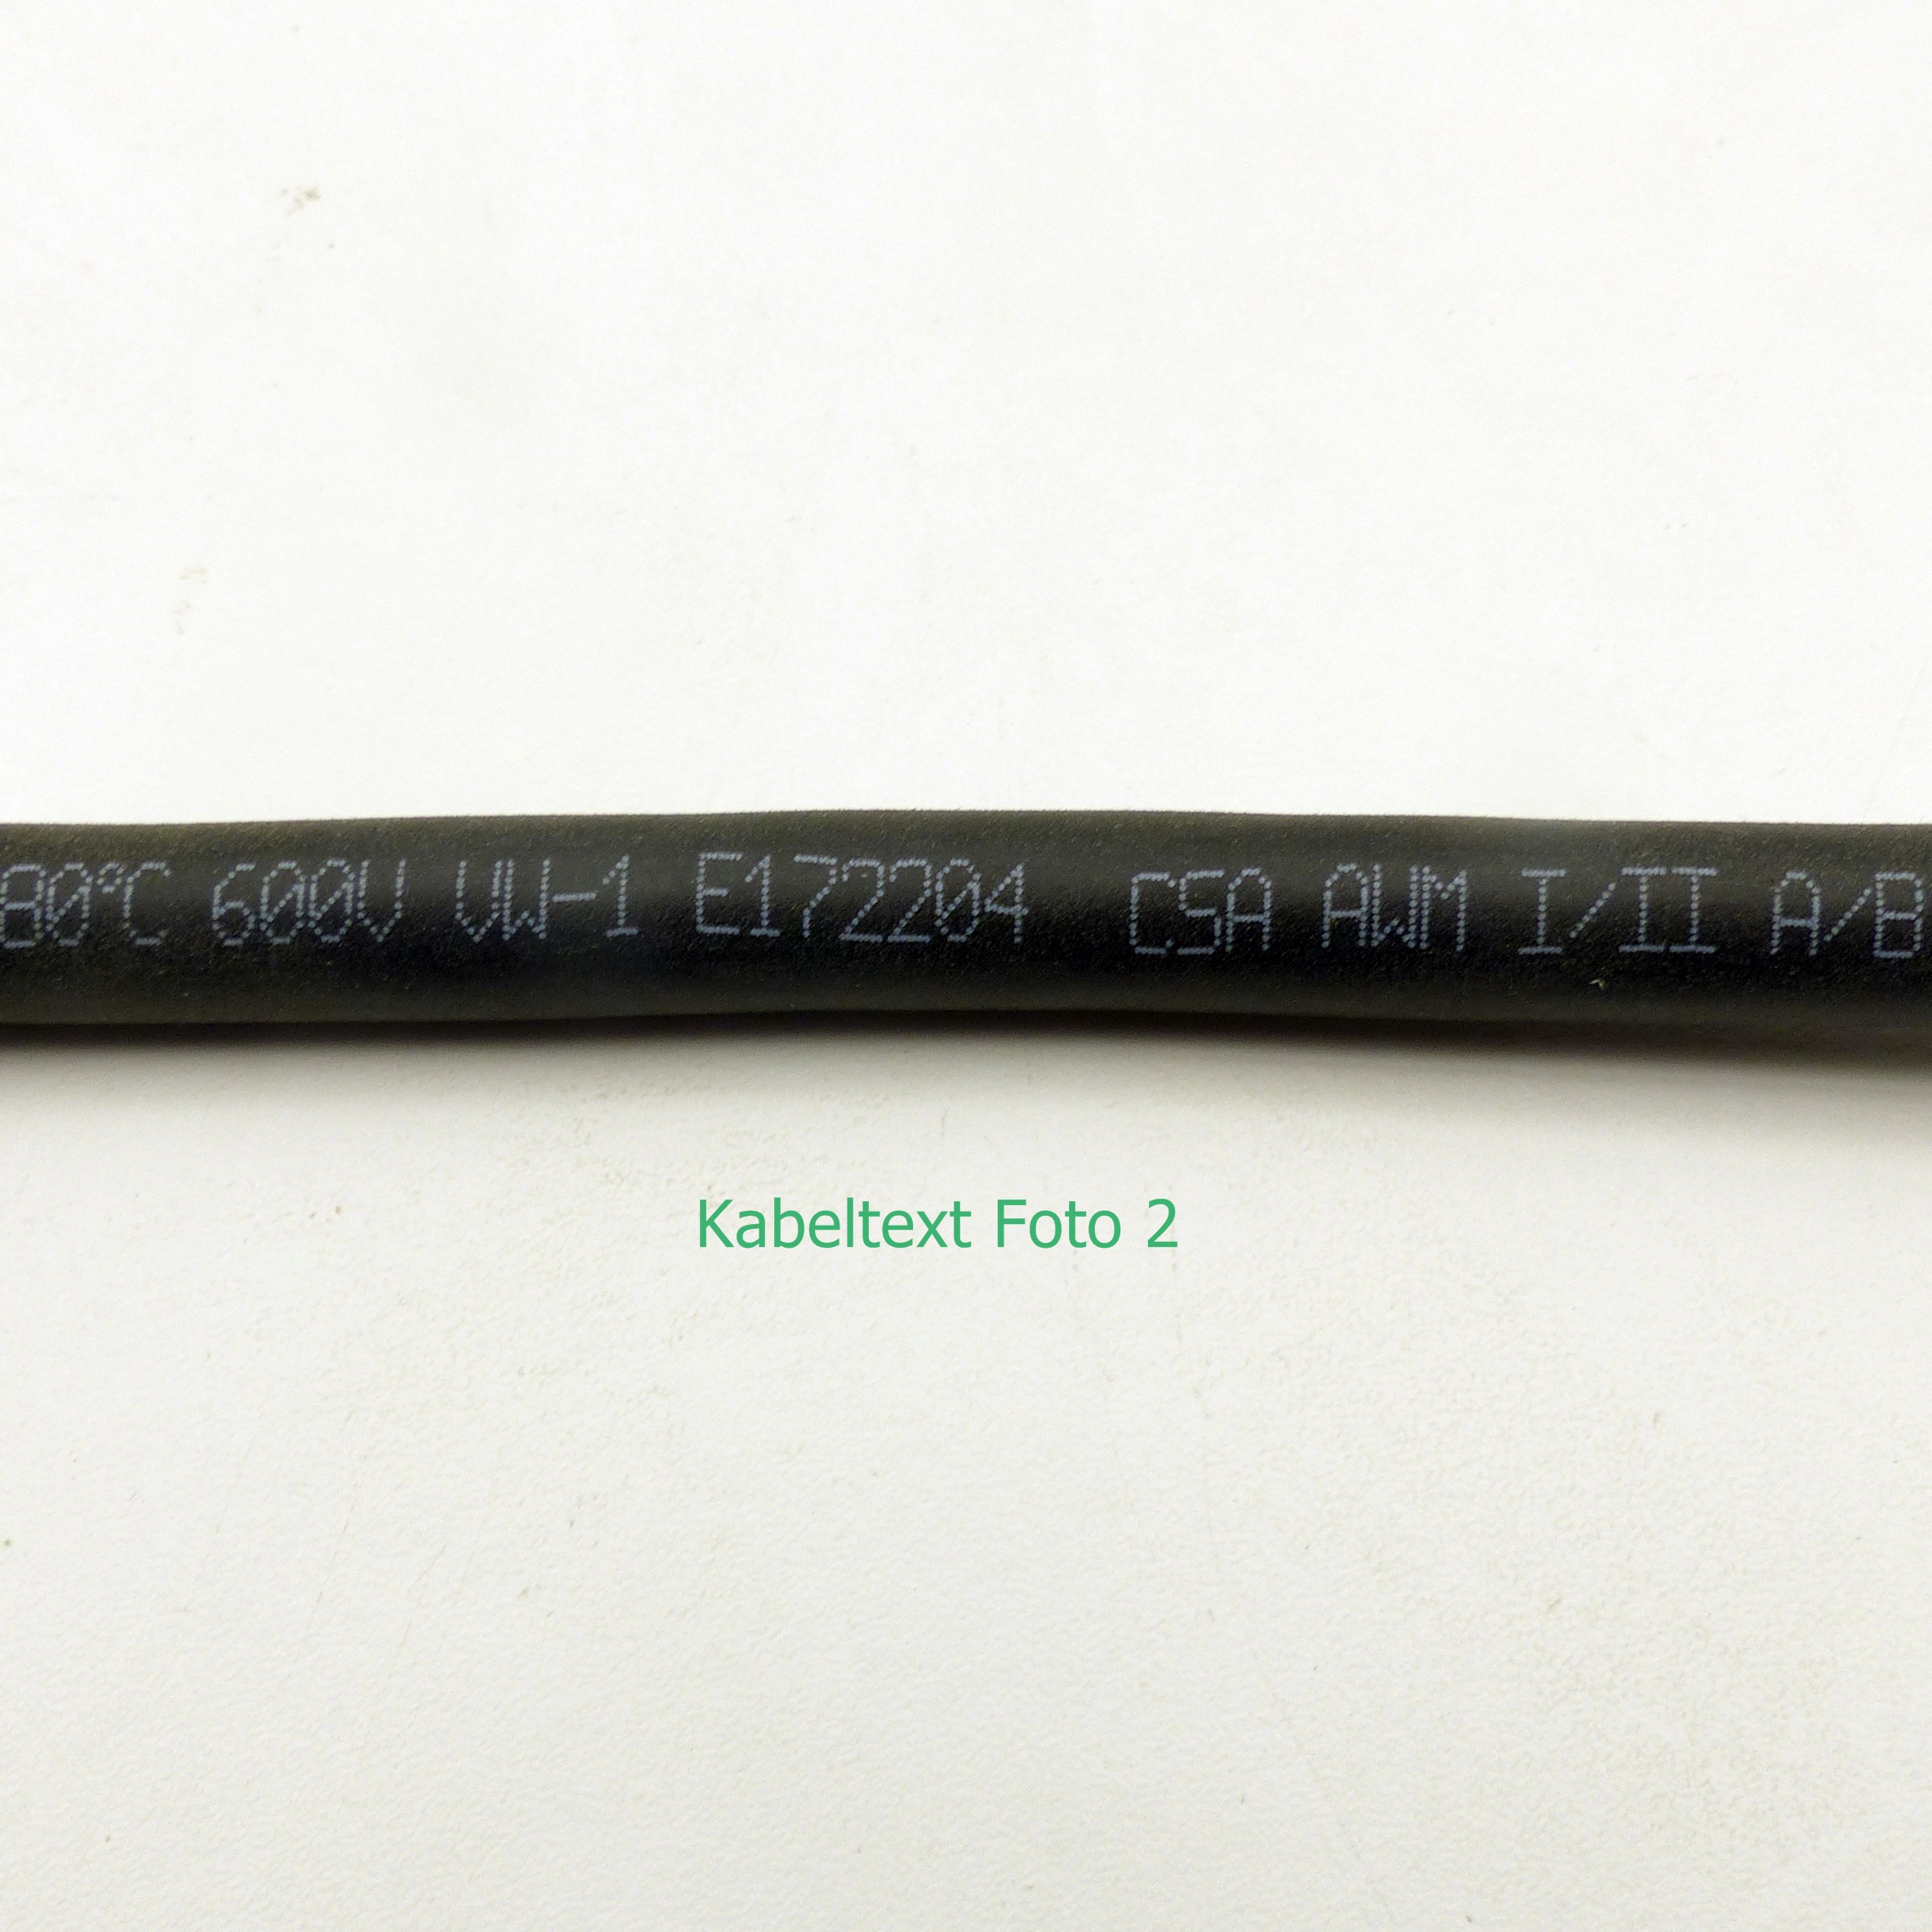 80°C 600V VW-1 E172204 CSA AWM I/II A/B
Kabeltext Foto 2